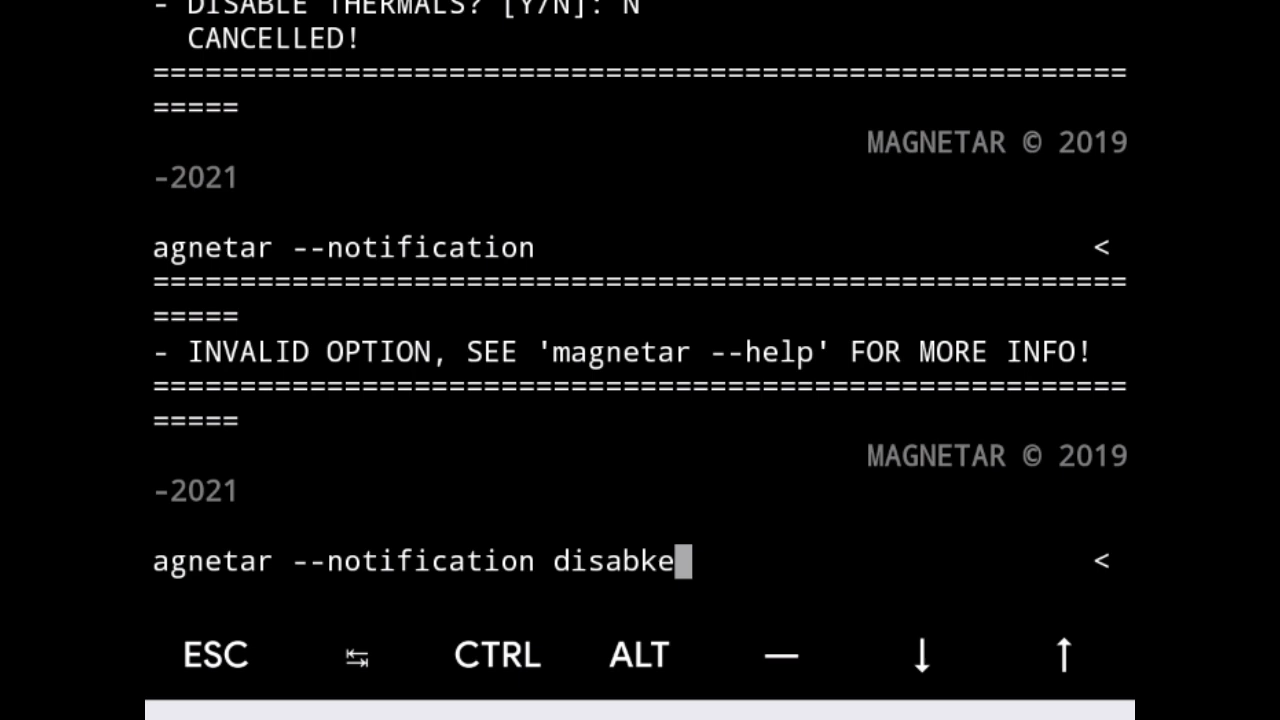 - DISABLE THERMALS? [Y/N]: N
CANCELLED!
=========================================================
=====
MAGNETAR © 2019
-2021
agnetar --notification <
=========================================================
=====
- INVALID OPTION, SEE 'magnetar --help' FOR MORE INFO!
=========================================================
=====
MAGNETAR © 2019
-2021
agnetar --notification disabke <
ESC ↹ CTRL ALT — ↓ ↑